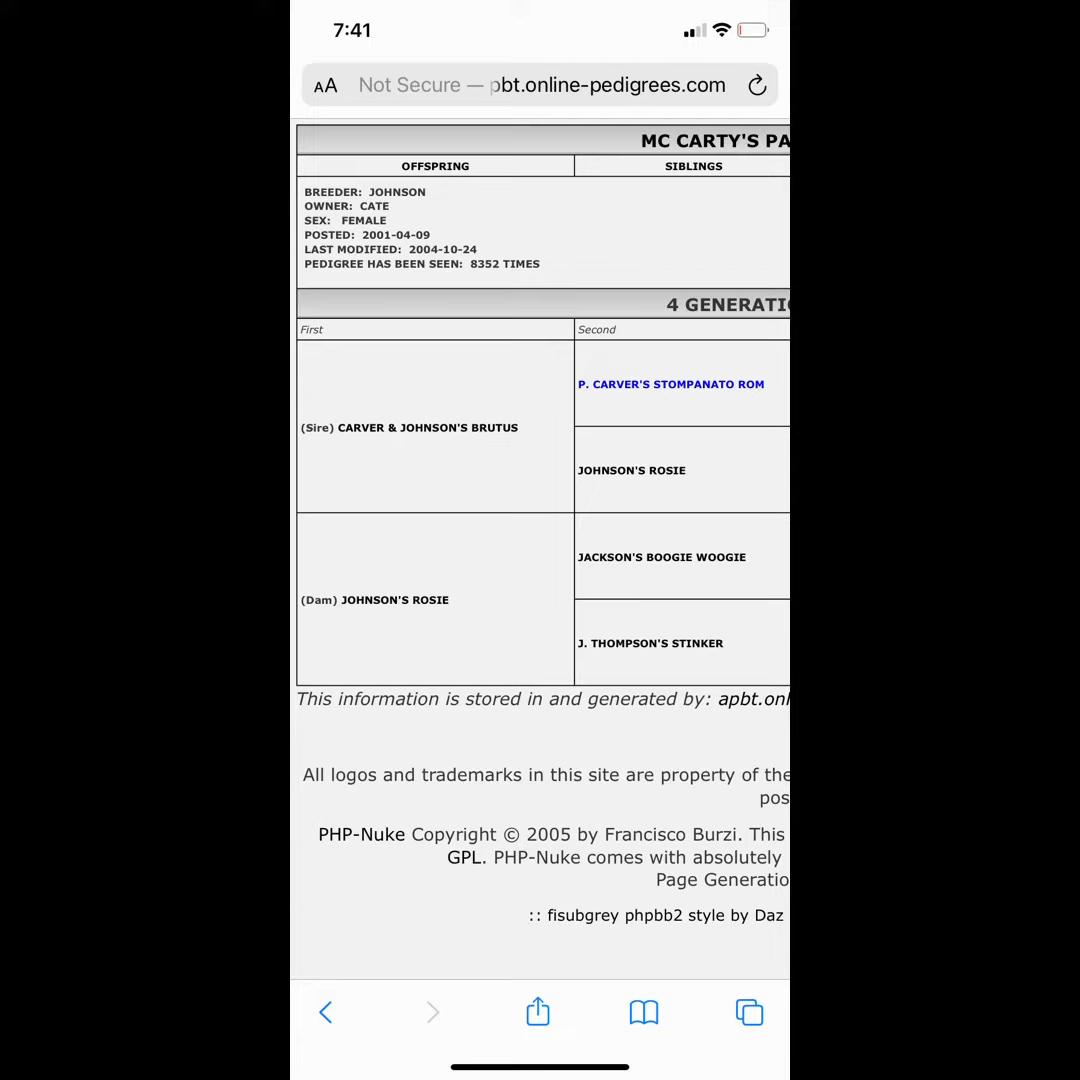 7:41
AA Not Secure — pbt.online-pedigrees.com
MC CARTY'S PA
OFFSPRING SIBLINGS
BREEDER: JOHNSON
OWNER: CATE
SEX: FEMALE
POSTED: 2001-04-09
LAST MODIFIED: 2004-10-24
PEDIGREE HAS BEEN SEEN: 8352 TIMES
4 GENERATI
First Second
P. CARVER'S STOMPANATO ROM
(Sire) CARVER & JOHNSON'S BRUTUS
JOHNSON'S ROSIE
JACKSON'S BOOGIE WOOGIE
(Dam) JOHNSON'S ROSIE
J. THOMPSON'S STINKER
This information is stored in and generated by: apbt.onl
All logos and trademarks in this site are property of the
pos
PHP-Nuke Copyright © 2005 by Francisco Burzi. This
GPL. PHP-Nuke comes with absolutely
Page Generatio
:: fisubgrey phpbb2 style by Daz